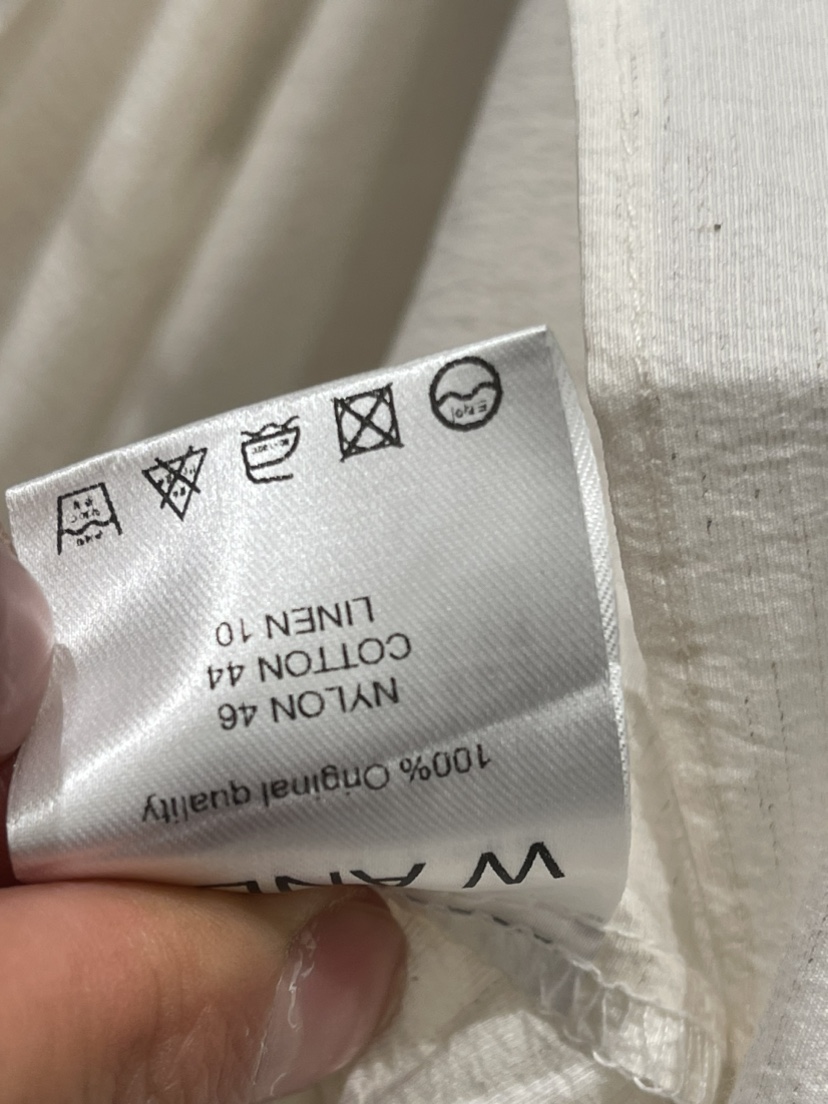 100% Original quality
NYLON 46
COTTON 44
LINEN 10